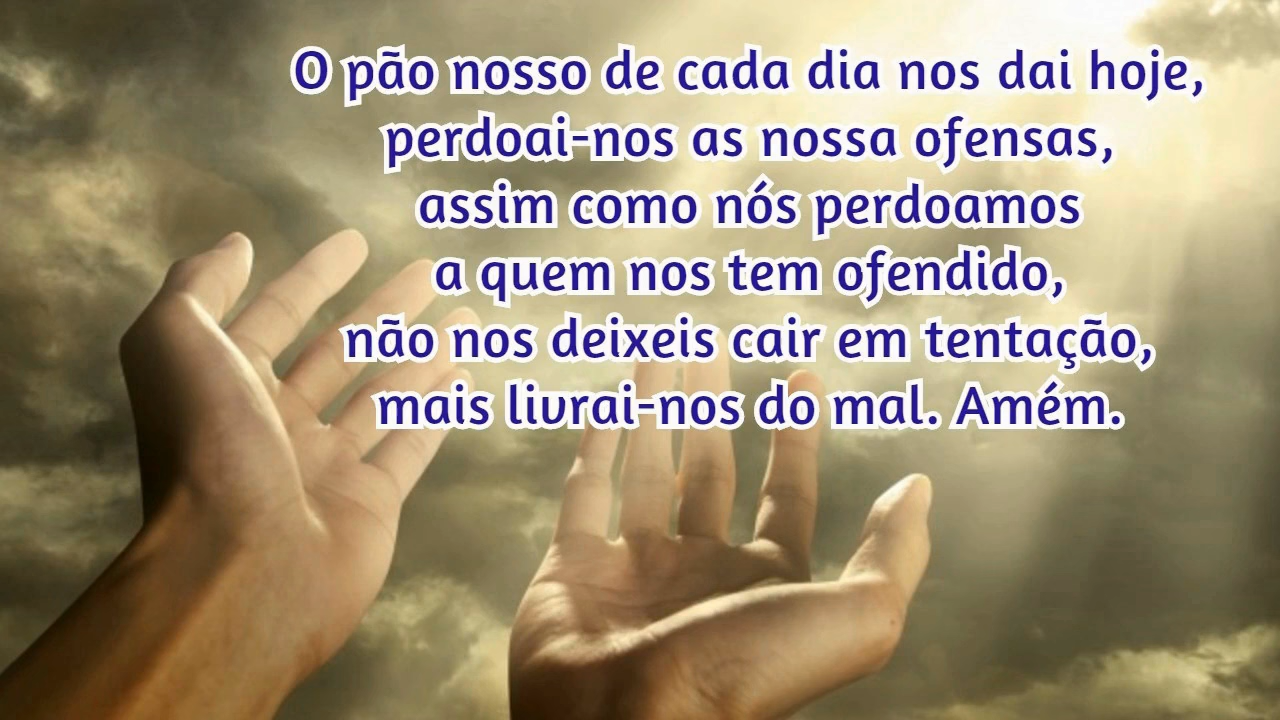 O pão nosso de cada dia nos dai hoje,
perdoai-nos as nossa ofensas,
assim como nós perdoamos
a quem nos tem ofendido,
não nos deixeis cair em tentação,
mais livrai-nos do mal. Amém.